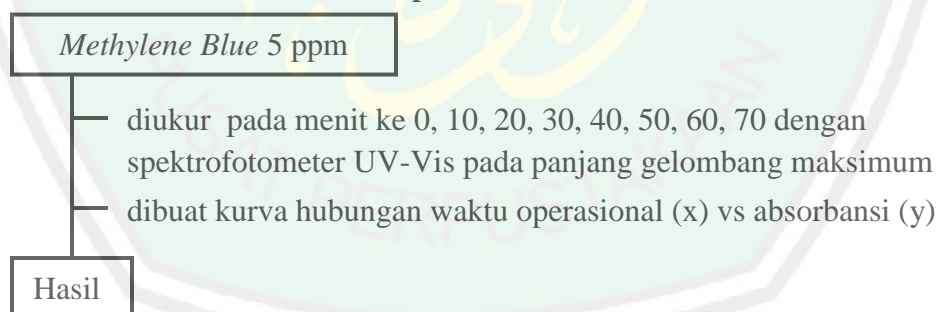 Methylene Blue 5 ppm
diukur pada menit ke 0, 10, 20, 30, 40, 50, 60, 70 dengan
spektrofotometer UV-Vis pada panjang gelombang maksimum
dibuat kurva hubungan waktu operasional (x) vs absorbansi (y)
Hasil